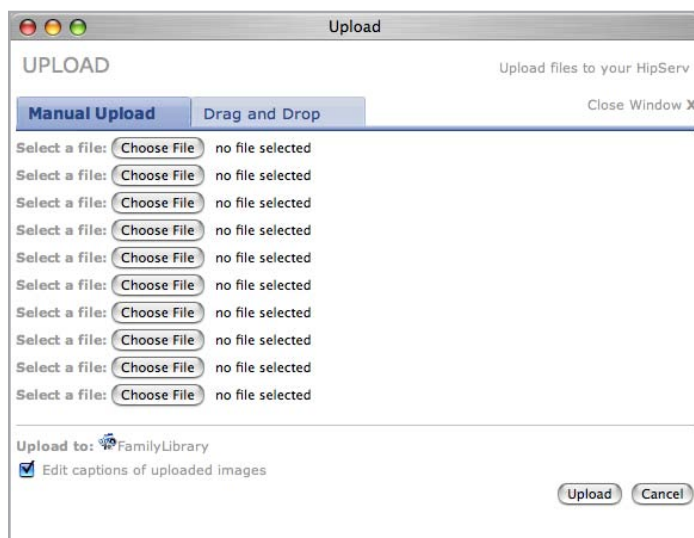 Upload
UPLOAD
Upload files to your HipServ
Close Window X
Manual Upload Drag and Drop
Select a file: Choose File no file selected
Select a file: Choose File no file selected
Select a file: Choose File no file selected
Select a file: Choose File no file selected
Select a file: Choose File no file selected
Select a file: Choose File no file selected
Select a file: Choose File no file selected
Select a file: Choose File no file selected
Select a file: Choose File no file selected
Select a file: Choose File no file selected
Upload to: FamilyLibrary
Edit captions of uploaded images
Upload Cancel